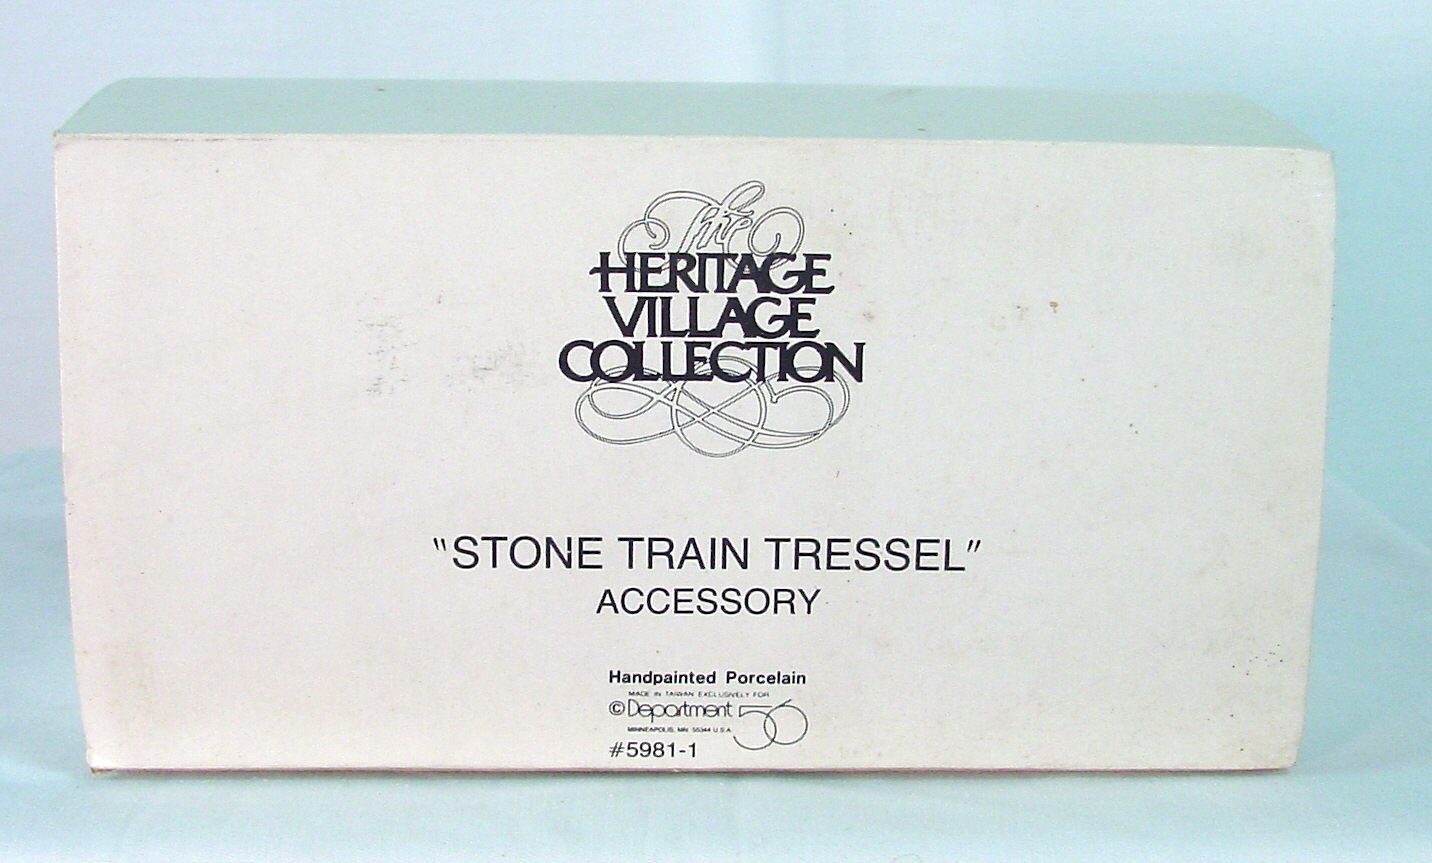 The
HERITAGE
VILLAGE
COLLECTION
"STONE TRAIN TRESSEL"
ACCESSORY
Handpainted Porcelain
MADE IN TAIWAN EXCLUSIVELY FOR
©Department 56
MINNEAPOLIS, MN 55344 U.S.A.
#5981-1